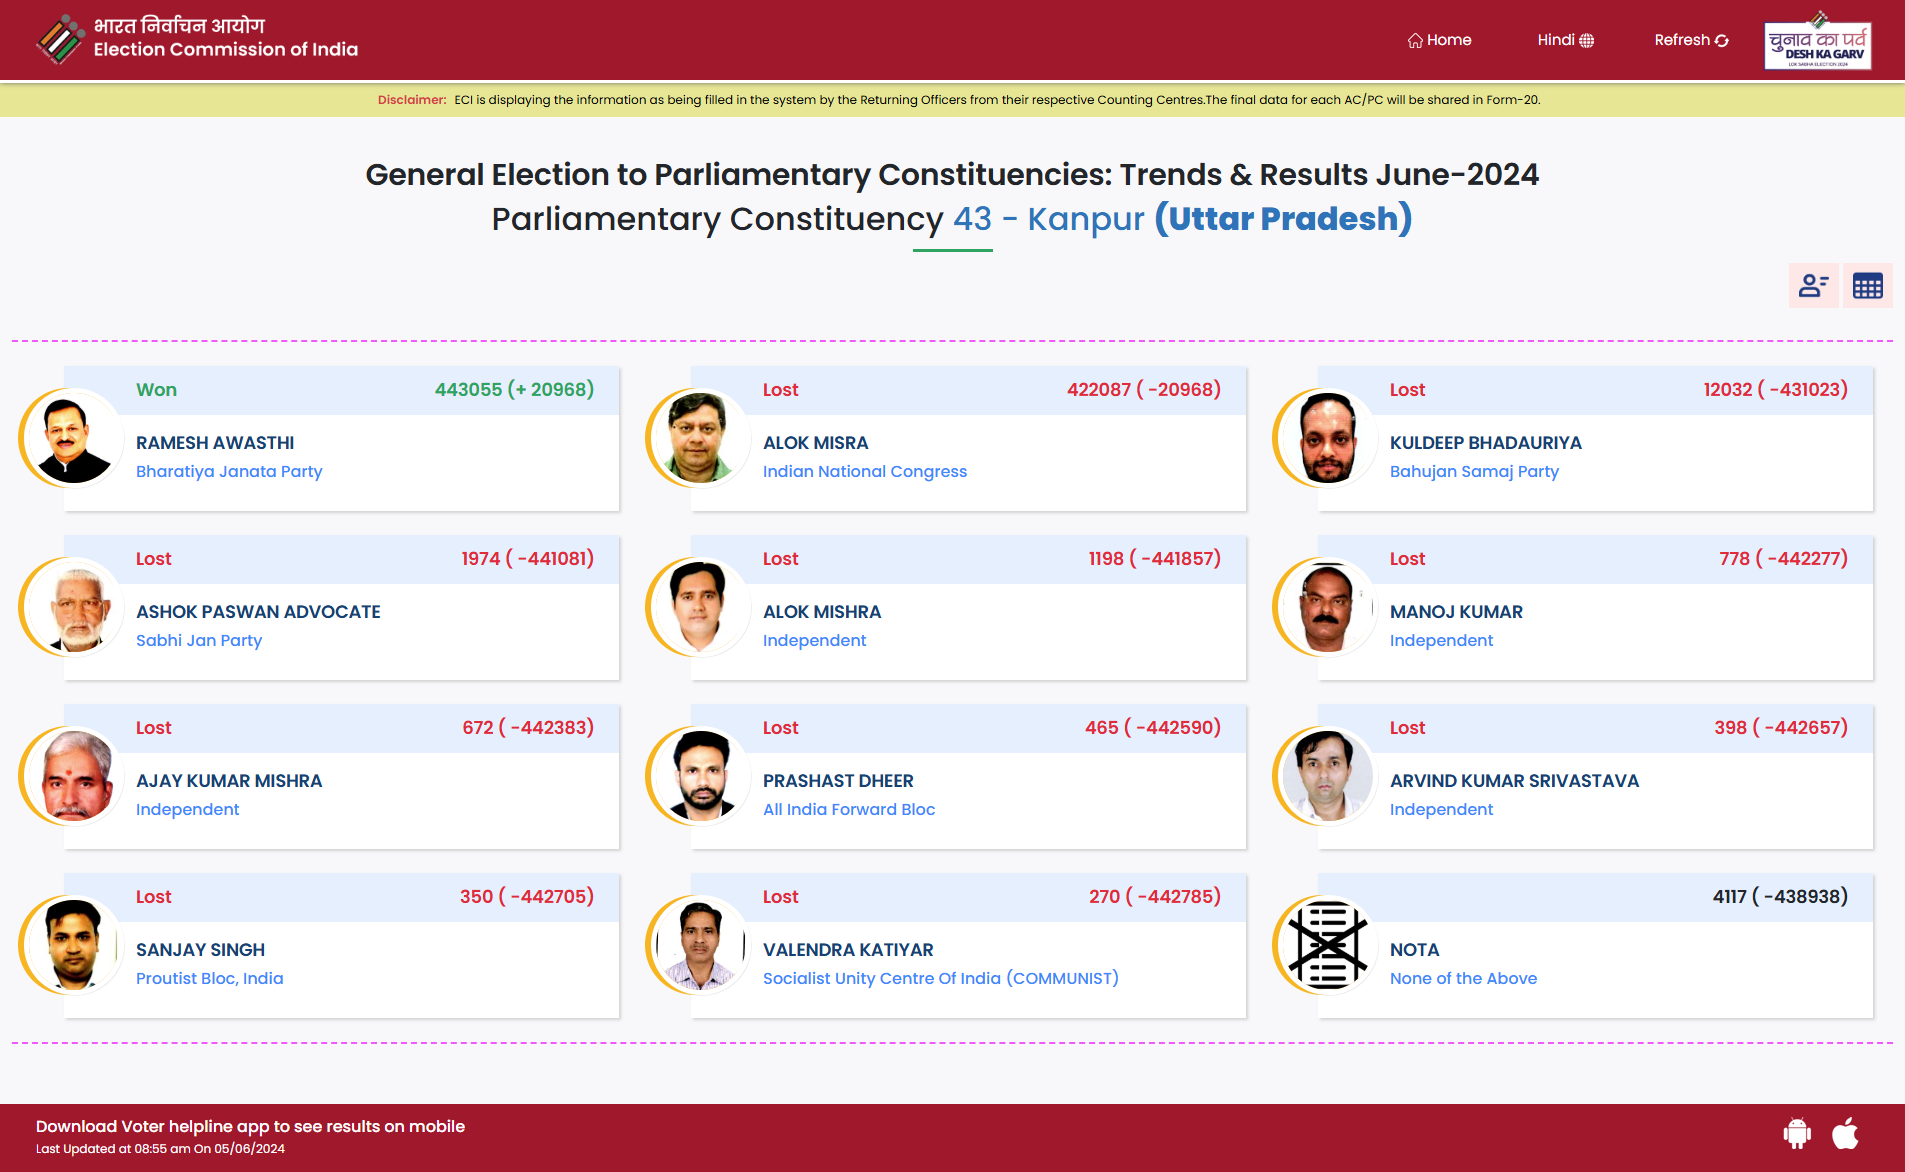 भारत निर्वाचन आयोग
Election Commission of India
Home
Hindi
Refresh
चुनाव का पर्व
DESH KA GARV
LOK SABHA ELECTION 2024
Disclaimer: ECI is displaying the information as being filled in the system by the Returning Officers from their respective Counting Centres.The final data for each AC/PC will be shared in Form-20.
General Election to Parliamentary Constituencies: Trends & Results June-2024
Parliamentary Constituency 43 - Kanpur (Uttar Pradesh)
Won 443055 (+ 20968)
RAMESH AWASTHI
Bharatiya Janata Party
Lost 422087 ( -20968)
ALOK MISRA
Indian National Congress
Lost 12032 ( -431023)
KULDEEP BHADAURIYA
Bahujan Samaj Party
Lost 1974 ( -441081)
ASHOK PASWAN ADVOCATE
Sabhi Jan Party
Lost 1198 ( -441857)
ALOK MISHRA
Independent
Lost 778 ( -442277)
MANOJ KUMAR
Independent
Lost 672 ( -442383)
AJAY KUMAR MISHRA
Independent
Lost 465 ( -442590)
PRASHAST DHEER
All India Forward Bloc
Lost 398 ( -442657)
ARVIND KUMAR SRIVASTAVA
Independent
Lost 350 ( -442705)
SANJAY SINGH
Proutist Bloc, India
Lost 270 ( -442785)
VALENDRA KATIYAR
Socialist Unity Centre Of India (COMMUNIST)
4117 ( -438938)
NOTA
None of the Above
Download Voter helpline app to see results on mobile
Last Updated at 08:55 am On 05/06/2024